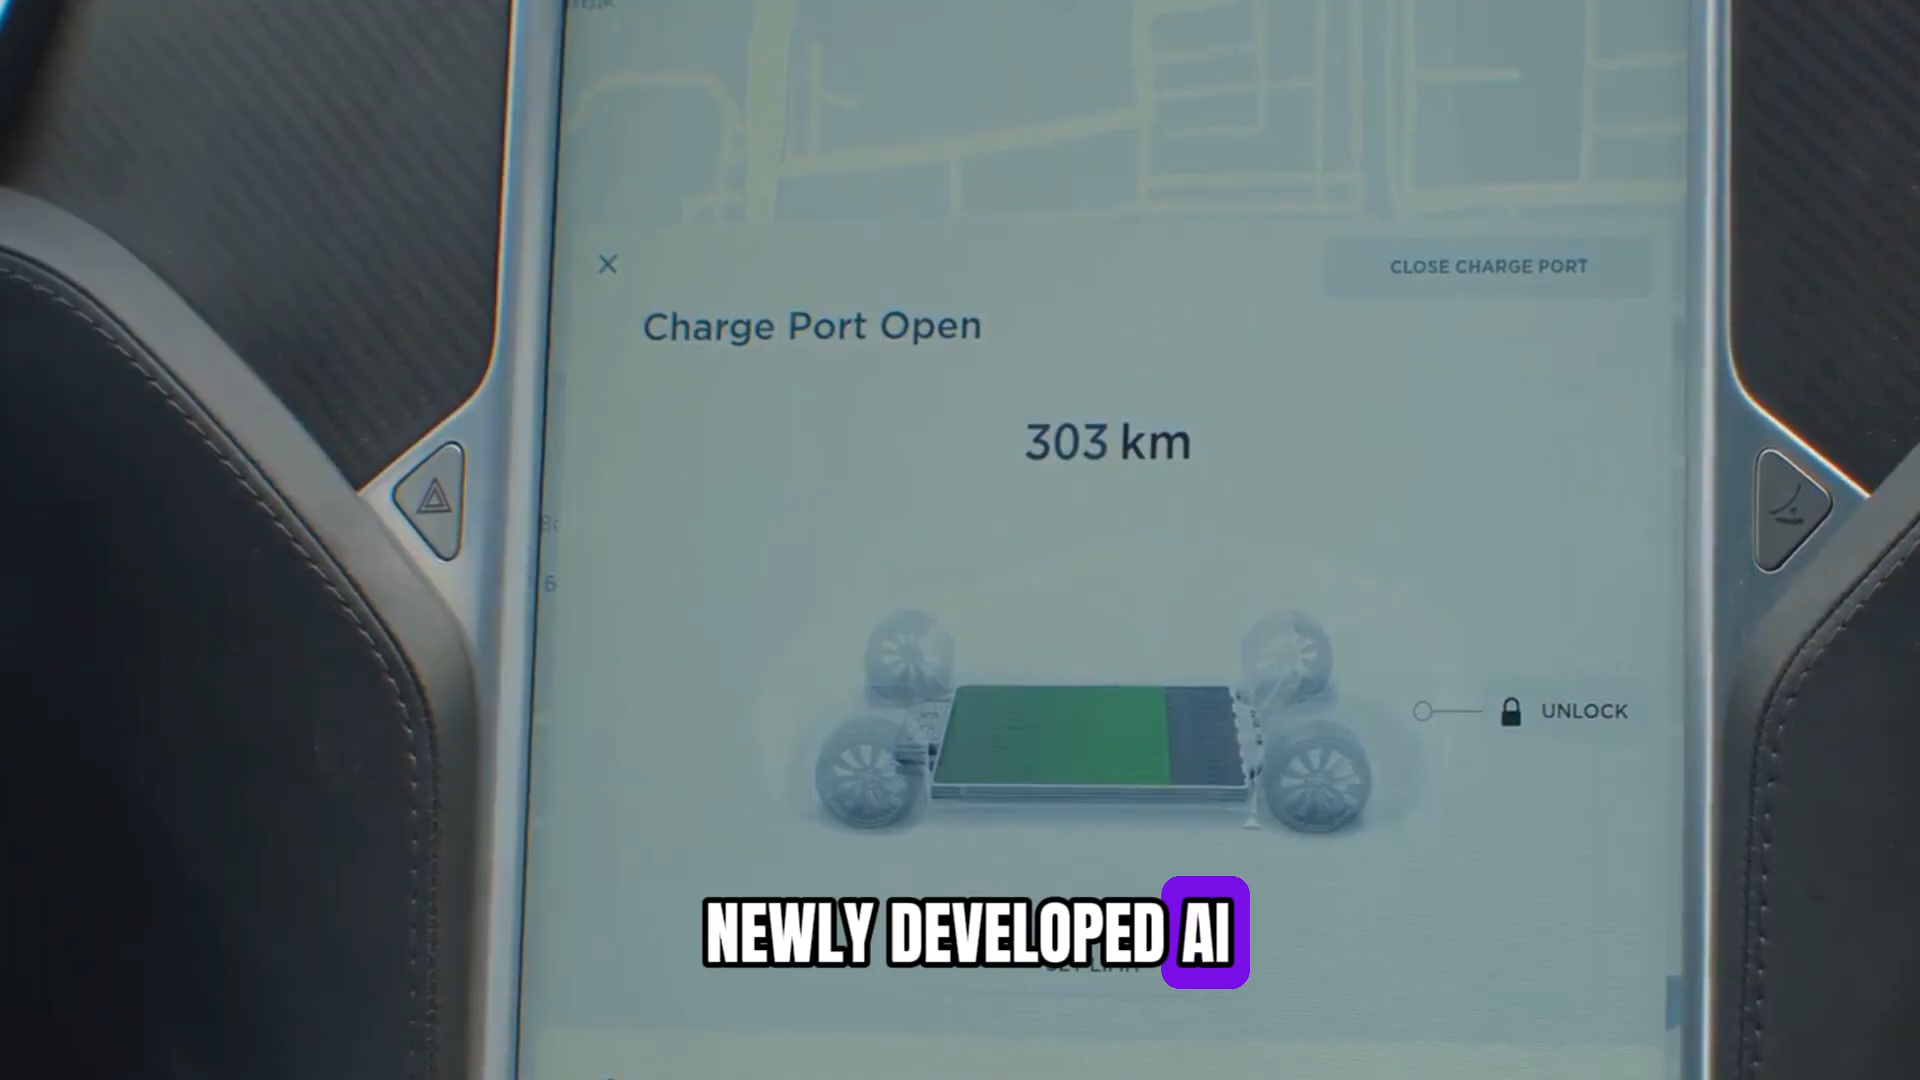 CLOSE CHARGE PORT
Charge Port Open
303 km
UNLOCK
NEWLY DEVELOPED AI